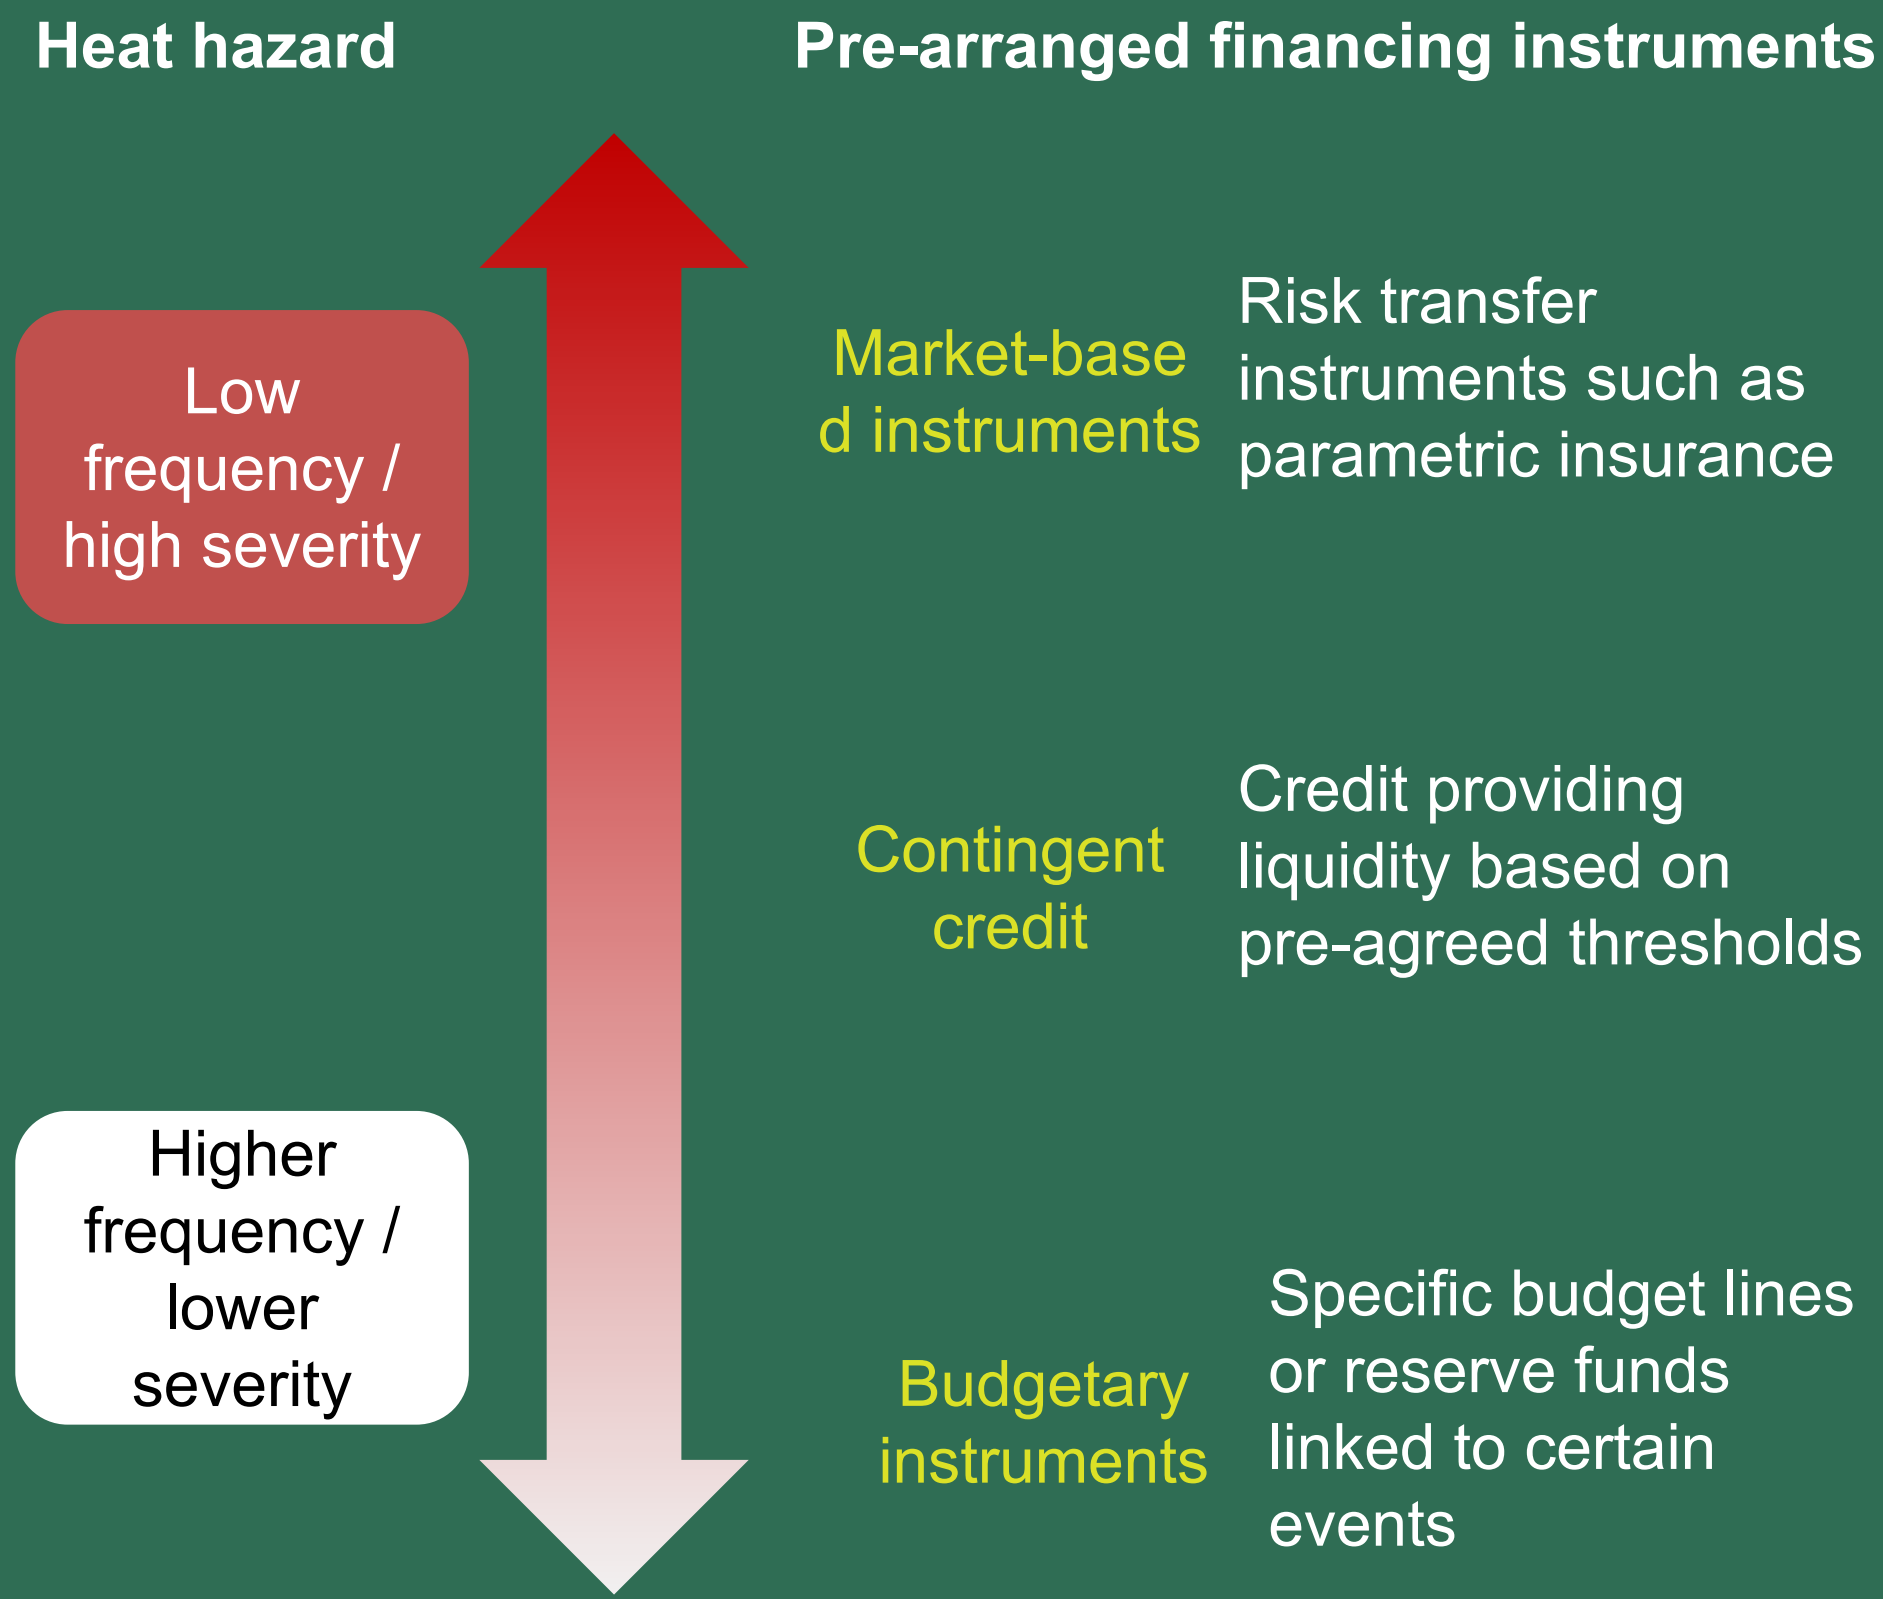 Heat hazard
Pre-arranged financing instruments
Low
frequency /
high severity
Market-base
d instruments
Risk transfer
instruments such as
parametric insurance
Contingent
credit
Credit providing
liquidity based on
pre-agreed thresholds
Higher
frequency /
lower
severity
Budgetary
instruments
Specific budget lines
or reserve funds
linked to certain
events